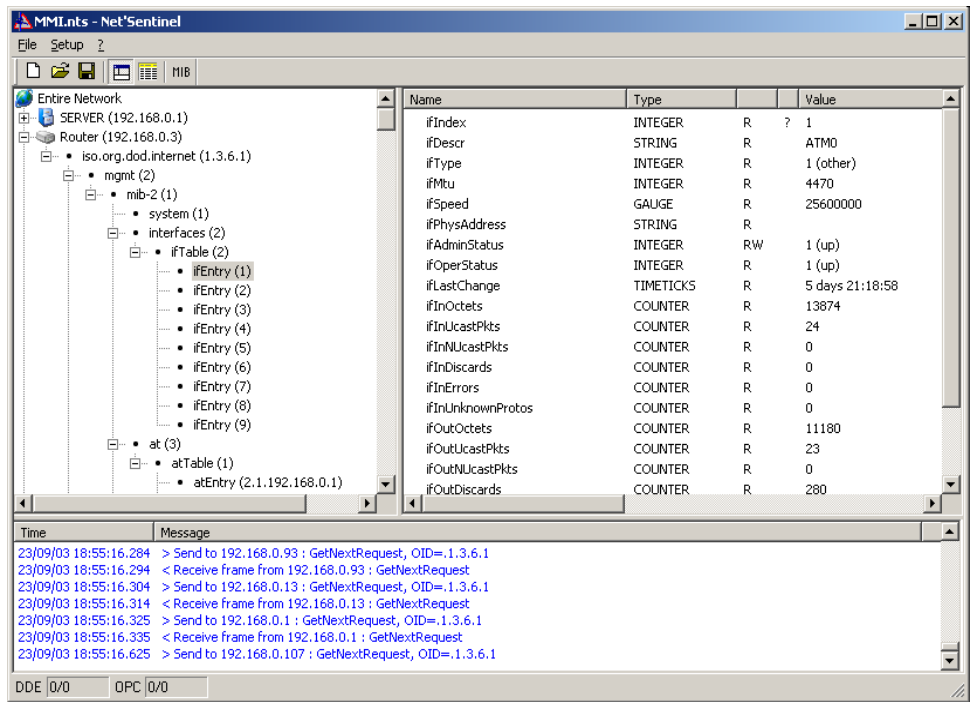 MMI.nts - Net'Sentinel
File Setup ?
MIB
Entire Network
SERVER (192.168.0.1)
Router (192.168.0.3)
iso.org.dod.internet (1.3.6.1)
mgmt (2)
mib-2 (1)
system (1)
interfaces (2)
ifTable (2)
ifEntry (1)
ifEntry (2)
ifEntry (3)
ifEntry (4)
ifEntry (5)
ifEntry (6)
ifEntry (7)
ifEntry (8)
ifEntry (9)
at (3)
atTable (1)
atEntry (2.1.192.168.0.1)
Name Type Value
ifIndex INTEGER R ? 1
ifDescr STRING R ATM0
ifType INTEGER R 1 (other)
ifMtu INTEGER R 4470
ifSpeed GAUGE R 25600000
ifPhysAddress STRING R
ifAdminStatus INTEGER RW 1 (up)
ifOperStatus INTEGER R 1 (up)
ifLastChange TIMETICKS R 5 days 21:18:58
ifInOctets COUNTER R 13874
ifInUcastPkts COUNTER R 24
ifInNUcastPkts COUNTER R 0
ifInDiscards COUNTER R 0
ifInErrors COUNTER R 0
ifInUnknownProtos COUNTER R 0
ifOutOctets COUNTER R 11180
ifOutUcastPkts COUNTER R 23
ifOutNUcastPkts COUNTER R 0
ifOutDiscards COUNTER R 280
Time Message
23/09/03 18:55:16.284 > Send to 192.168.0.93 : GetNextRequest, OID=.1.3.6.1
23/09/03 18:55:16.294 < Receive frame from 192.168.0.93 : GetNextRequest
23/09/03 18:55:16.304 > Send to 192.168.0.13 : GetNextRequest, OID=.1.3.6.1
23/09/03 18:55:16.314 < Receive frame from 192.168.0.13 : GetNextRequest
23/09/03 18:55:16.325 > Send to 192.168.0.1 : GetNextRequest, OID=.1.3.6.1
23/09/03 18:55:16.335 < Receive frame from 192.168.0.1 : GetNextRequest
23/09/03 18:55:16.625 > Send to 192.168.0.107 : GetNextRequest, OID=.1.3.6.1
DDE 0/0 OPC 0/0